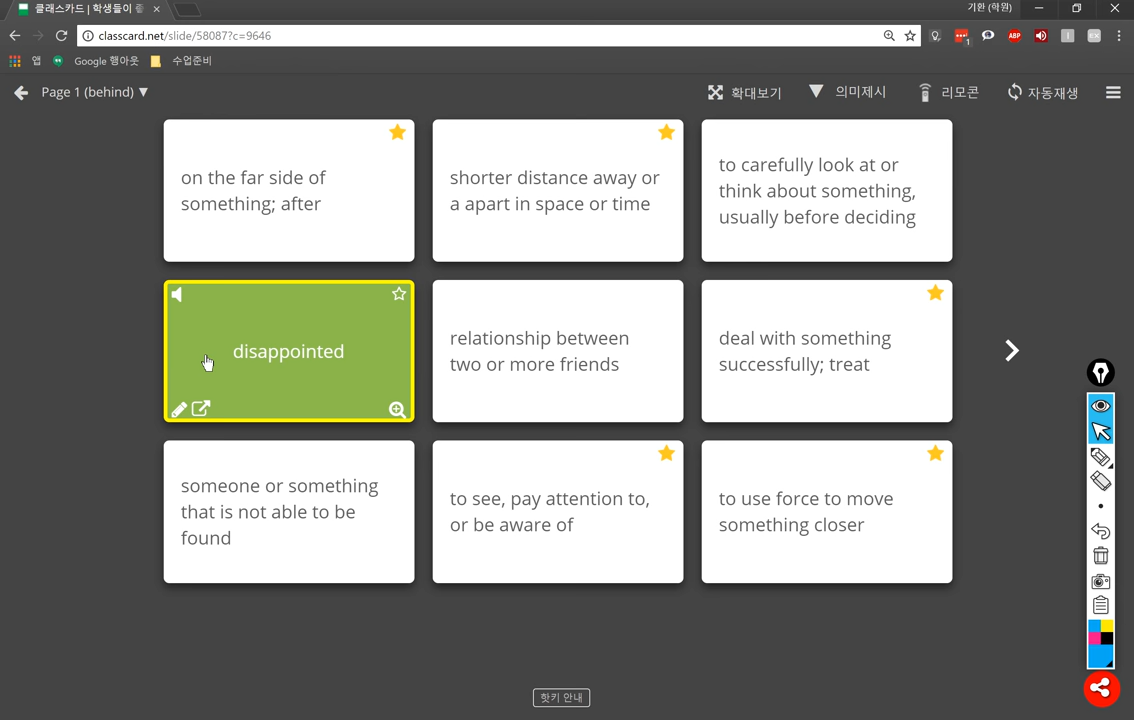 클래스카드 | 학생들이 즐
기환 (학원)
classcard.net/slide/58087?c=9646
1
ABP
앱
Google 행아웃
수업준비
Page 1 (behind) ▼
확대보기
의미제시
리모콘
자동재생
on the far side of
something; after
shorter distance away or
a apart in space or time
to carefully look at or
think about something,
usually before deciding
disappointed
relationship between
two or more friends
deal with something
successfully; treat
someone or something
that is not able to be
found
to see, pay attention to,
or be aware of
to use force to move
something closer
핫키 안내